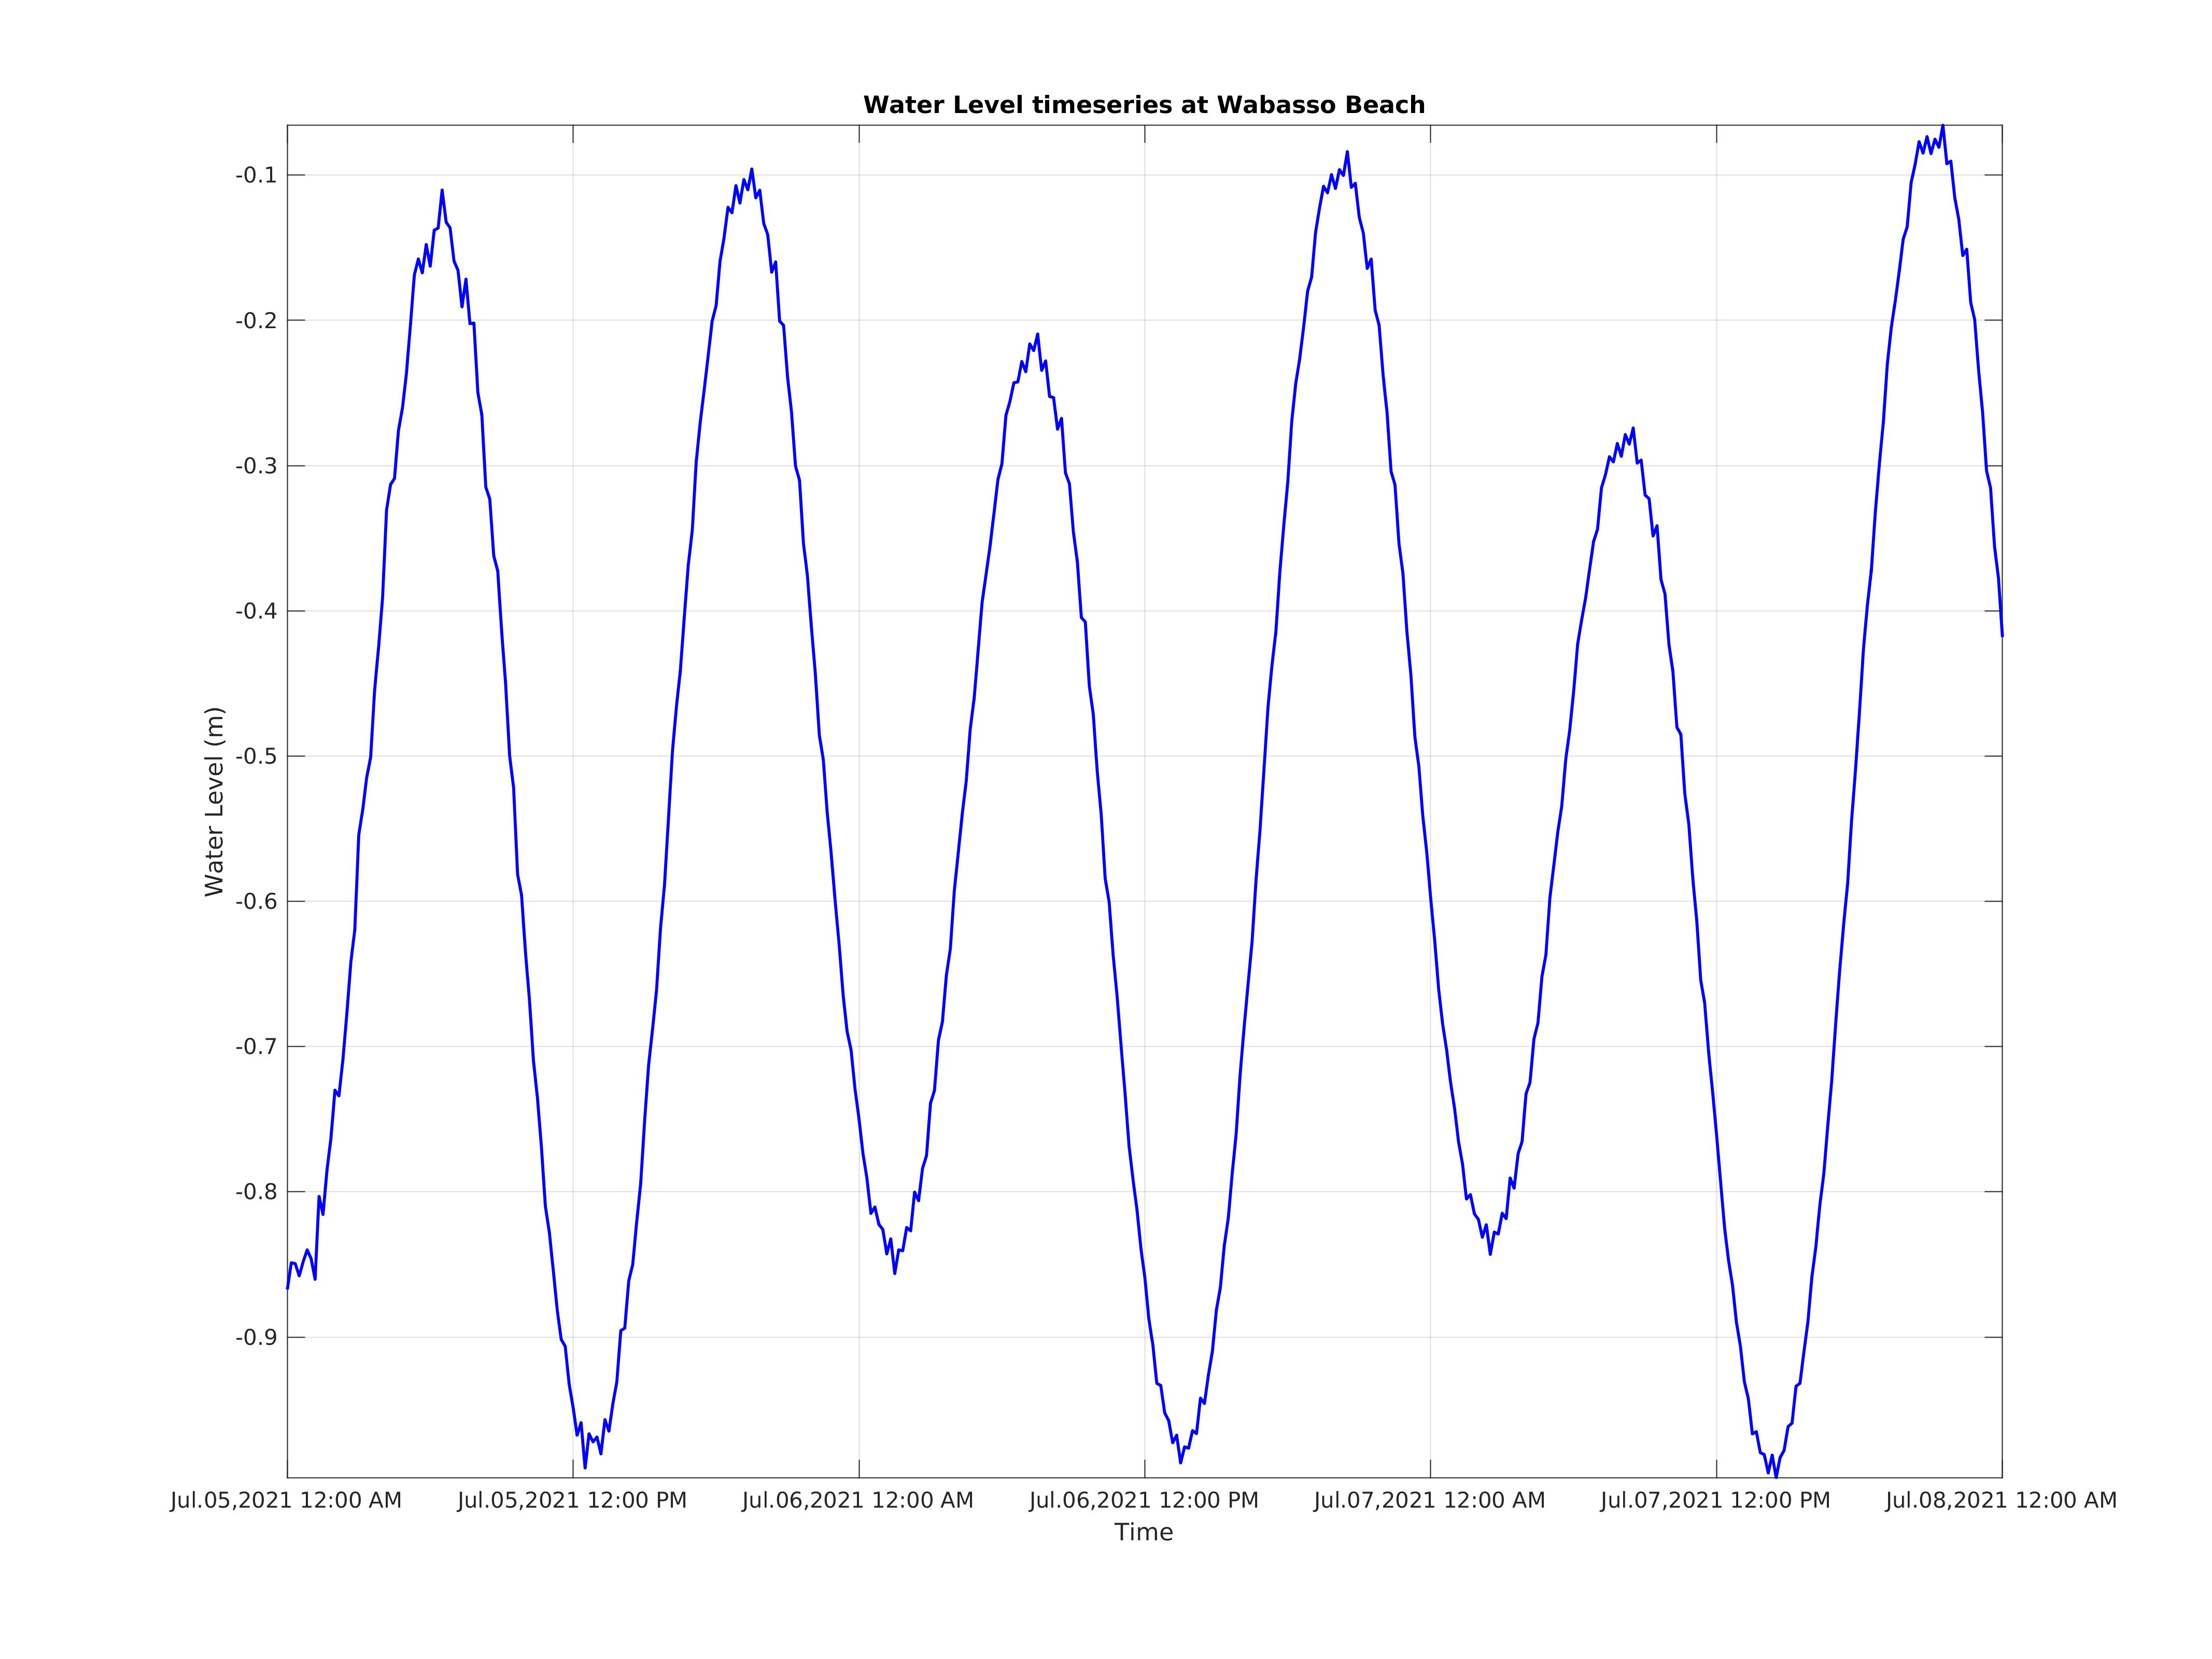 Water Level timeseries at Wabasso Beach
-0.1
-0.2
-0.3
-0.4
-0.5
-0.6
-0.7
-0.8
-0.9
Water Level (m)
Jul.05,2021 12:00 AM
Jul.05,2021 12:00 PM
Jul.06,2021 12:00 AM
Jul.06,2021 12:00 PM
Jul.07,2021 12:00 AM
Jul.07,2021 12:00 PM
Jul.08,2021 12:00 AM
Time